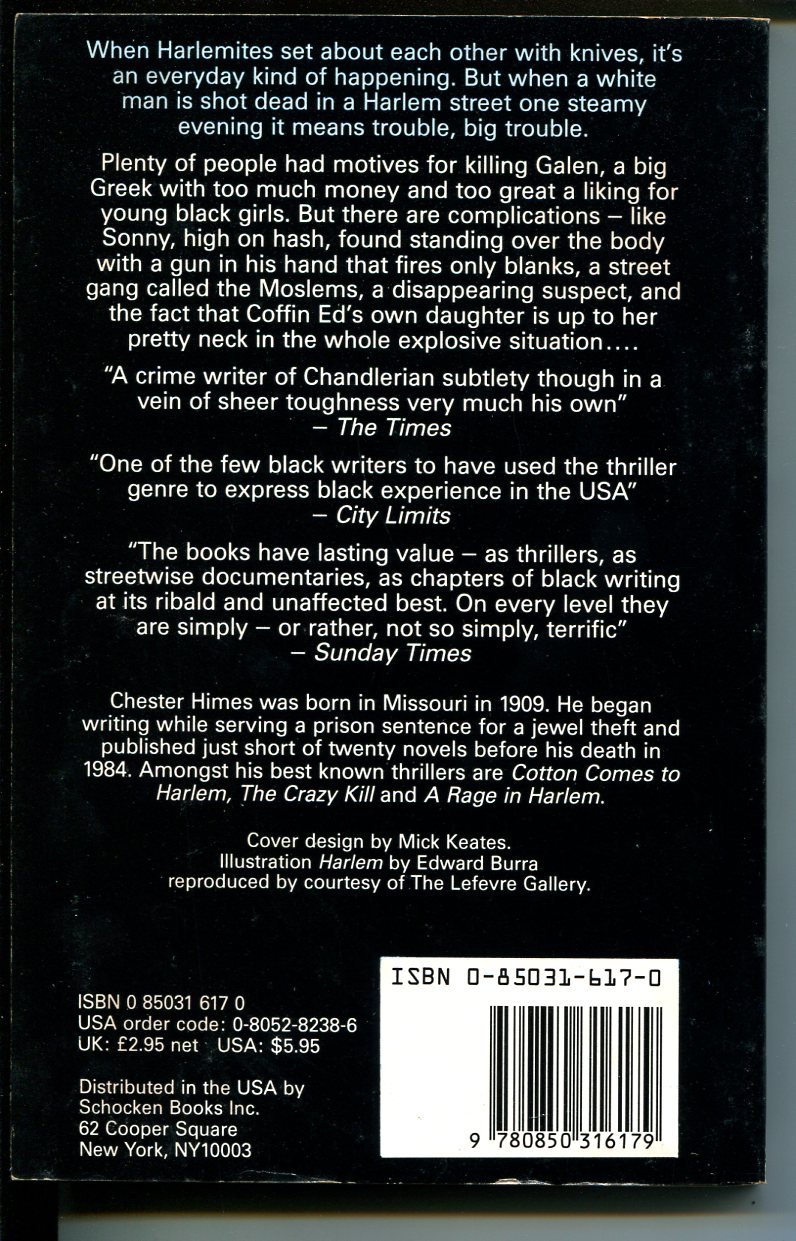 When Harlemites set about each other with knives, it's
an everyday kind of happening. But when a white
man is shot dead in a Harlem street one steamy
evening it means trouble, big trouble.
Plenty of people had motives for killing Galen, a big
Greek with too much money and too great a liking for
young black girls. But there are complications – like
Sonny, high on hash, found standing over the body
with a gun in his hand that fires only blanks, a street
gang called the Moslems, a disappearing suspect, and
the fact that Coffin Ed's own daughter is up to her
pretty neck in the whole explosive situation....
"A crime writer of Chandlerian subtlety though in a
vein of sheer toughness very much his own"
– The Times
"One of the few black writers to have used the thriller
genre to express black experience in the USA"
– City Limits
"The books have lasting value – as thrillers, as
streetwise documentaries, as chapters of black writing
at its ribald and unaffected best. On every level they
are simply – or rather, not so simply, terrific"
– Sunday Times
Chester Himes was born in Missouri in 1909. He began
writing while serving a prison sentence for a jewel theft and
published just short of twenty novels before his death in
1984. Amongst his best known thrillers are Cotton Comes to
Harlem, The Crazy Kill and A Rage in Harlem.
Cover design by Mick Keates.
Illustration Harlem by Edward Burra
reproduced by courtesy of The Lefevre Gallery.
ISBN 0 85031 617 0
USA order code: 0-8052-8238-6
UK: £2.95 net USA: $5.95
Distributed in the USA by
Schocken Books Inc.
62 Cooper Square
New York, NY10003
ISBN 0-85031-617-0
9 780850 316179